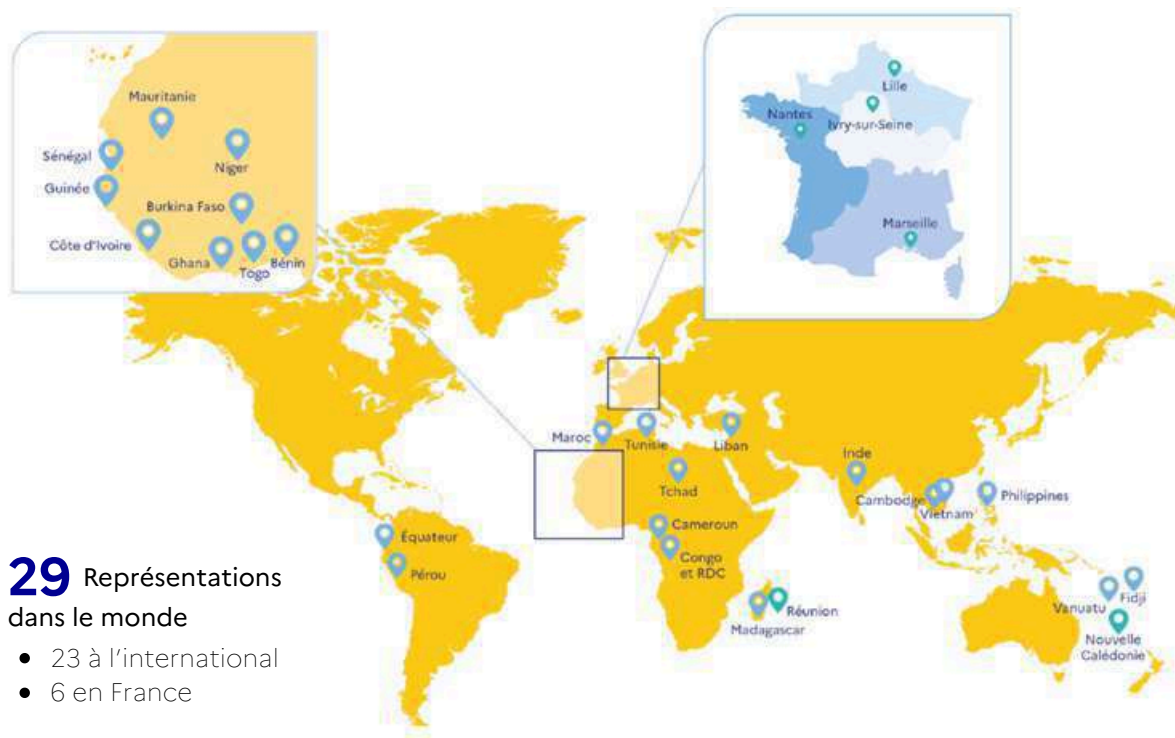 Mauritanie
Sénégal
Niger
Guinée
Burkina Faso
Côte d'Ivoire
Ghana
Togo
Bénin
Lille
Nantes
Ivry-sur-Seine
Marseille
Maroc
Tunisie
Liban
Tchad
Inde
Cambodge
Vietnam
Philippines
Cameroun
Congo
et RDC
Équateur
Pérou
Madagascar
Réunion
Vanuatu
Fidji
Nouvelle
Calédonie
29 Représentations
dans le monde
• 23 à l'international
• 6 en France